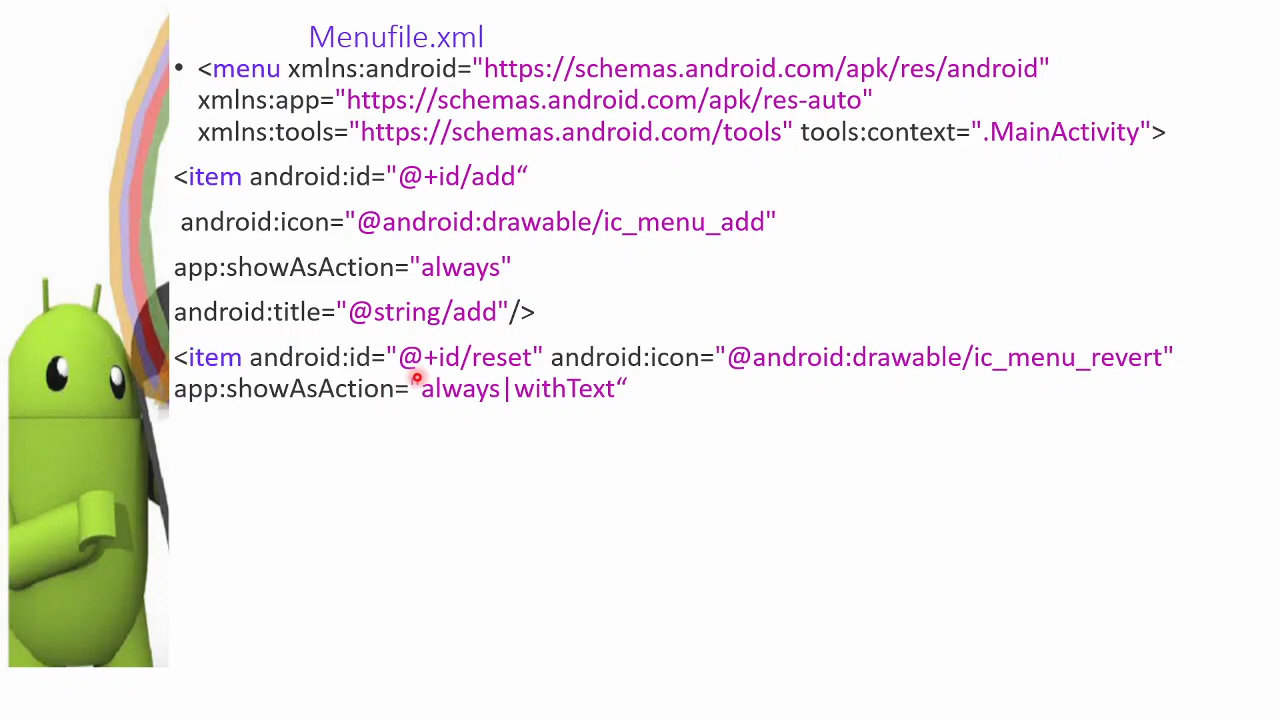 Menufile.xml
• <menu xmlns:android="https://schemas.android.com/apk/res/android"
xmlns:app="https://schemas.android.com/apk/res-auto"
xmlns:tools="https://schemas.android.com/tools" tools:context=".MainActivity">
<item android:id="@+id/add“
android:icon="@android:drawable/ic_menu_add"
app:showAsAction="always"
android:title="@string/add"/>
<item android:id="@+id/reset" android:icon="@android:drawable/ic_menu_revert"
app:showAsAction="always|withText“